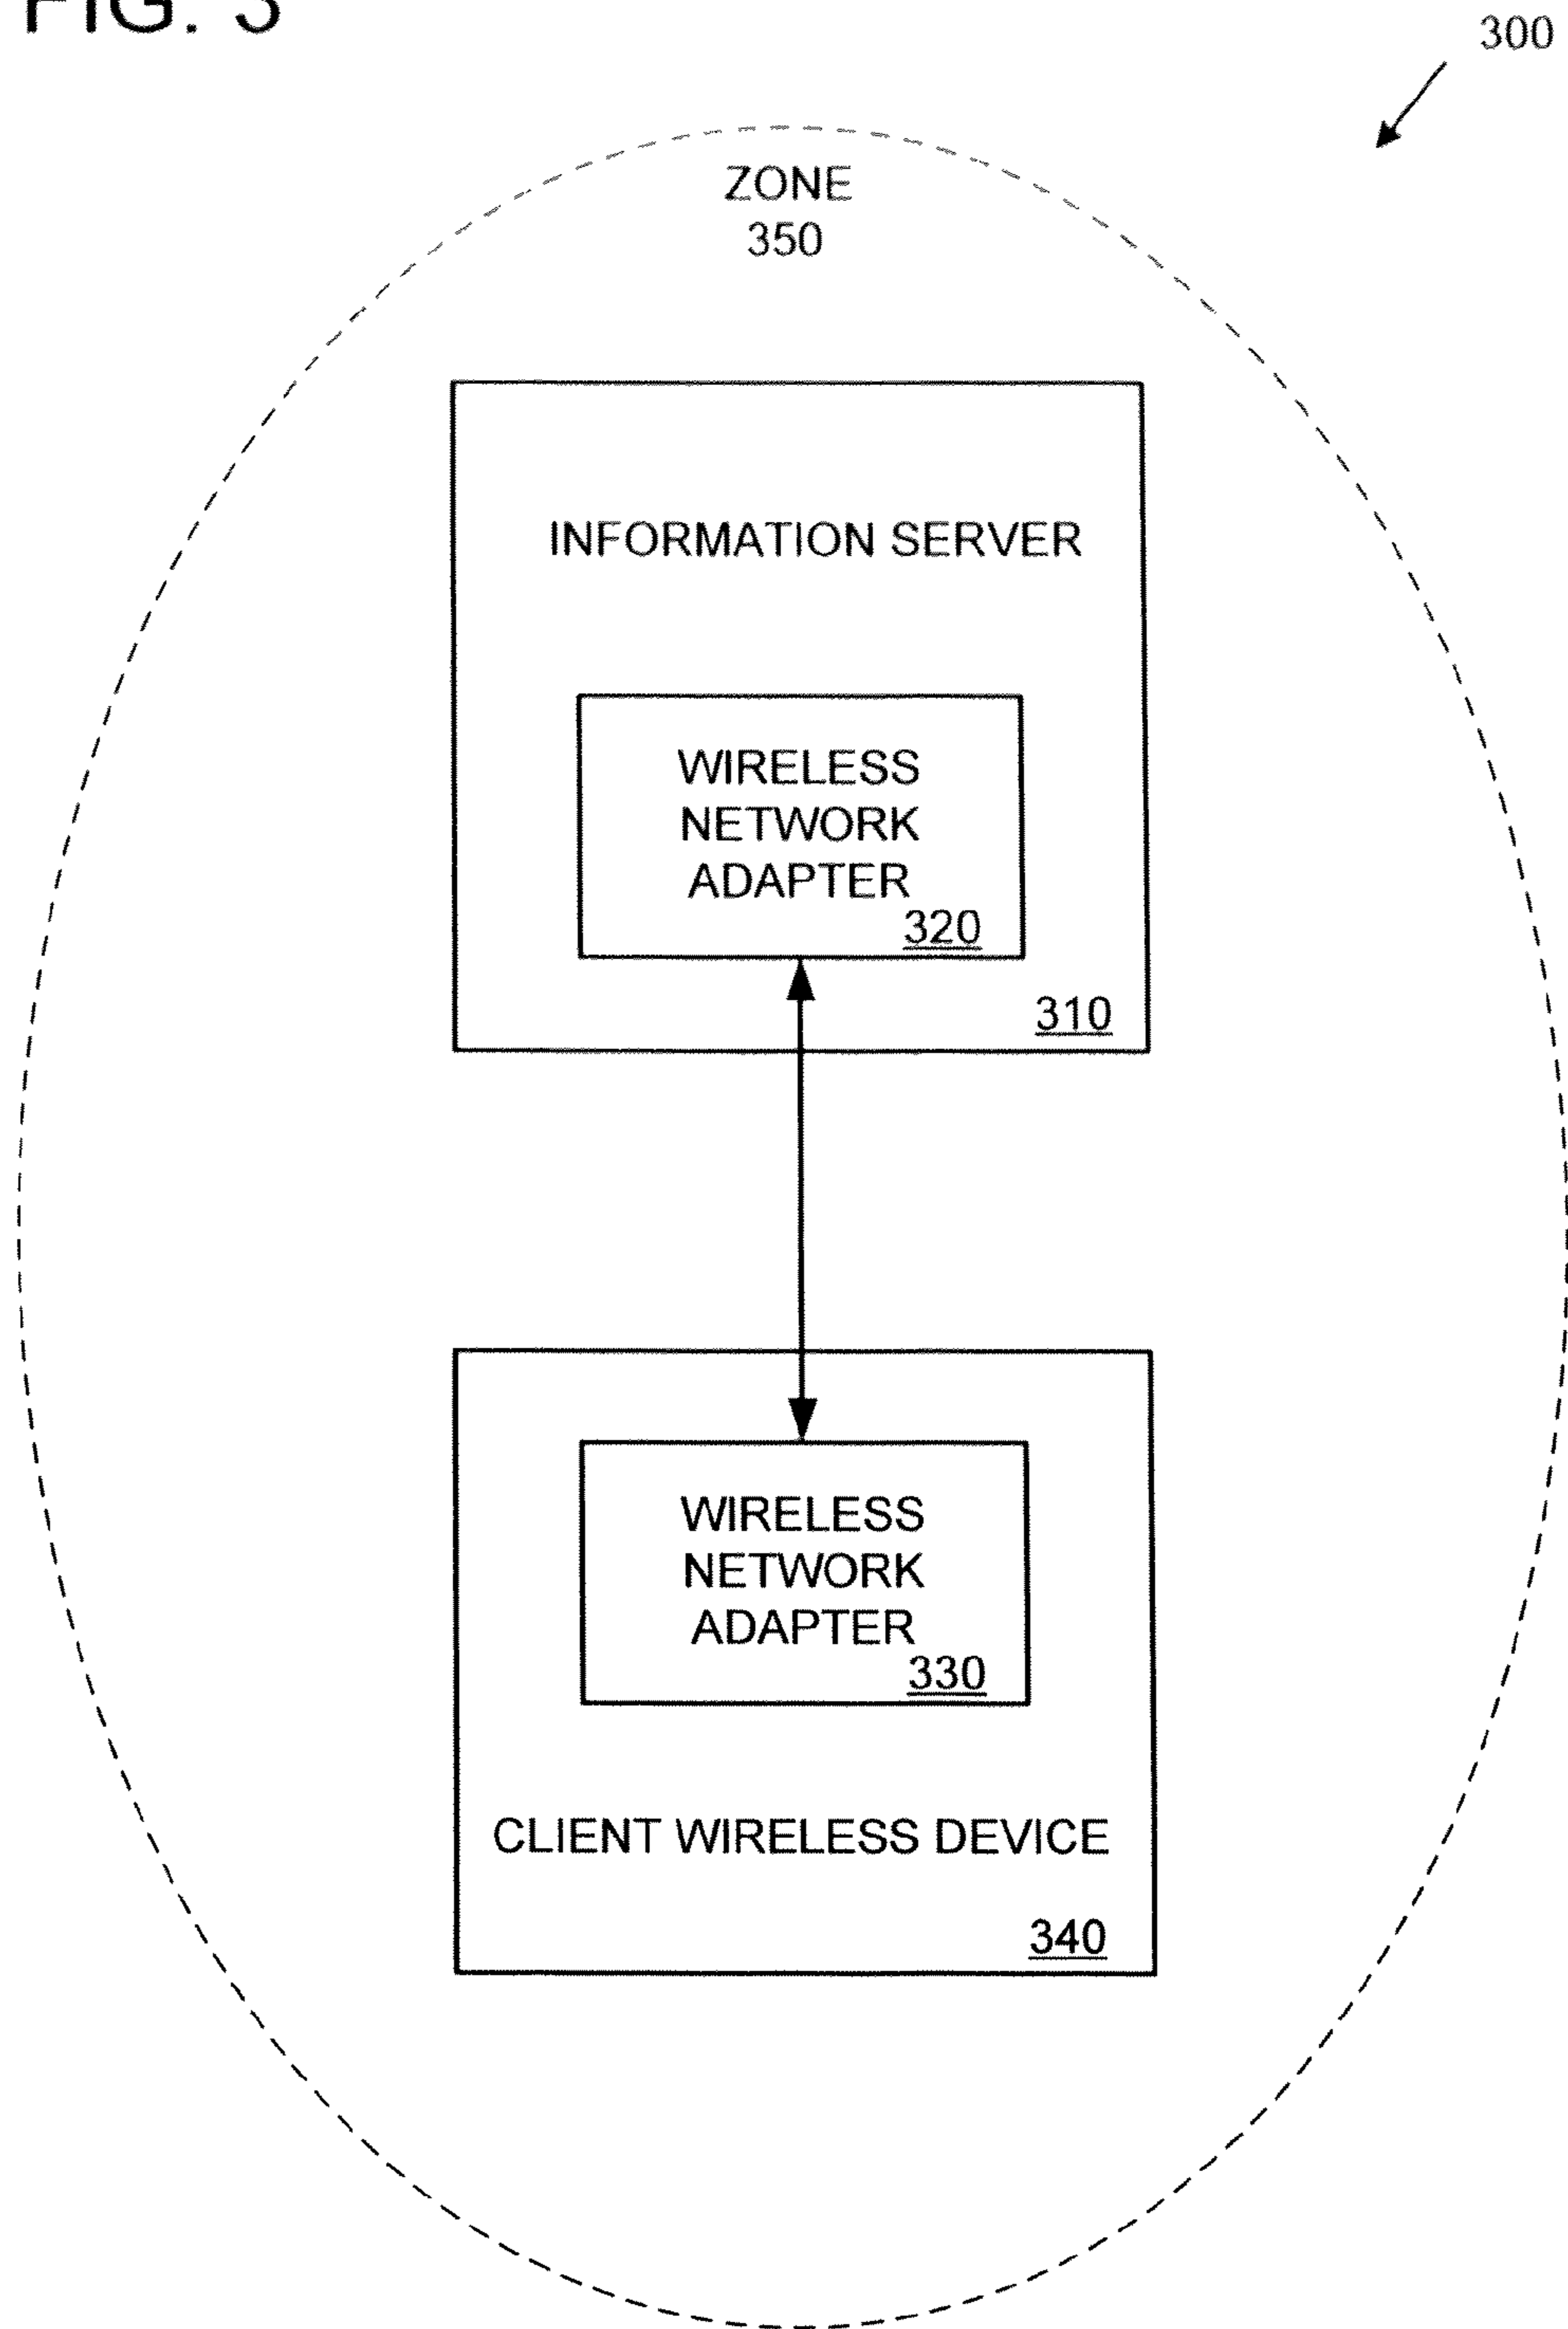 FIG. 3
300
ZONE
350
INFORMATION SERVER
WIRELESS
NETWORK
ADAPTER
320
310
WIRELESS
NETWORK
ADAPTER
330
CLIENT WIRELESS DEVICE
340